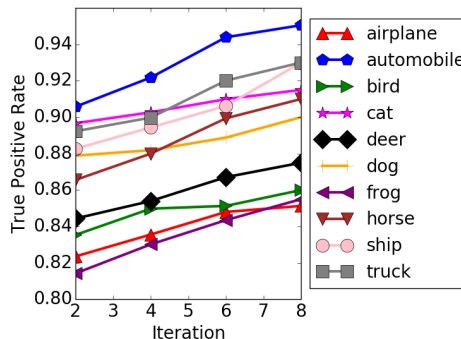 True Positive Rate
0.94
0.92
0.90
0.88
0.86
0.84
0.82
0.80
2 3 4 5 6 7 8
Iteration
airplane
automobile
bird
cat
deer
dog
frog
horse
ship
truck